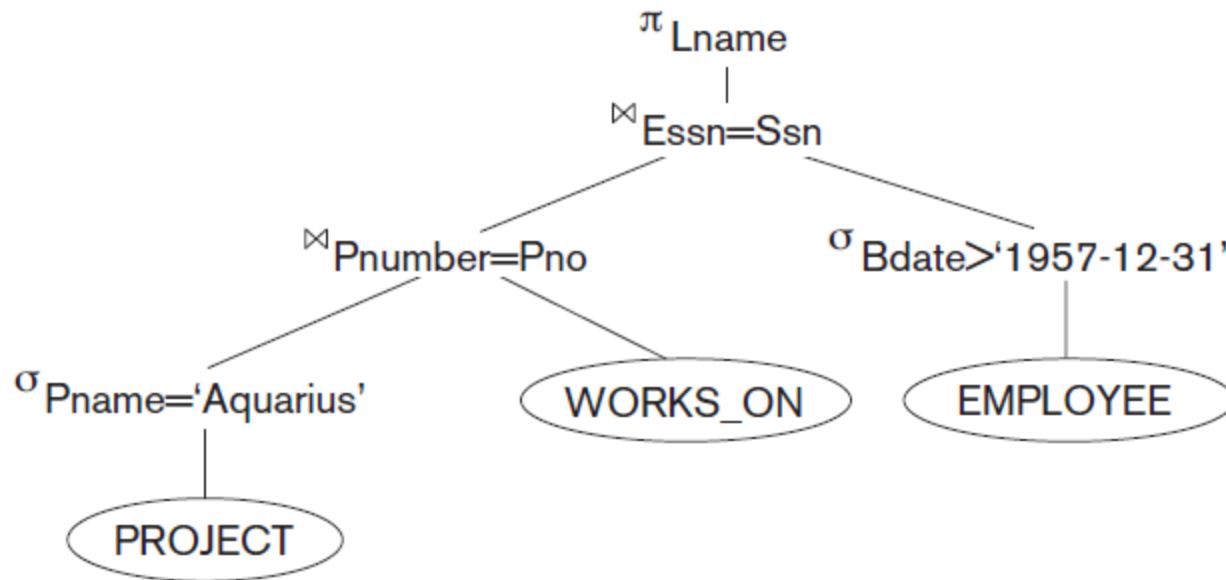 π Lname
⋈ Essn=Ssn
⋈ Pnumber=Pno
σ Bdate>‘1957-12-31’
σ Pname=‘Aquarius’
WORKS_ON
EMPLOYEE
PROJECT